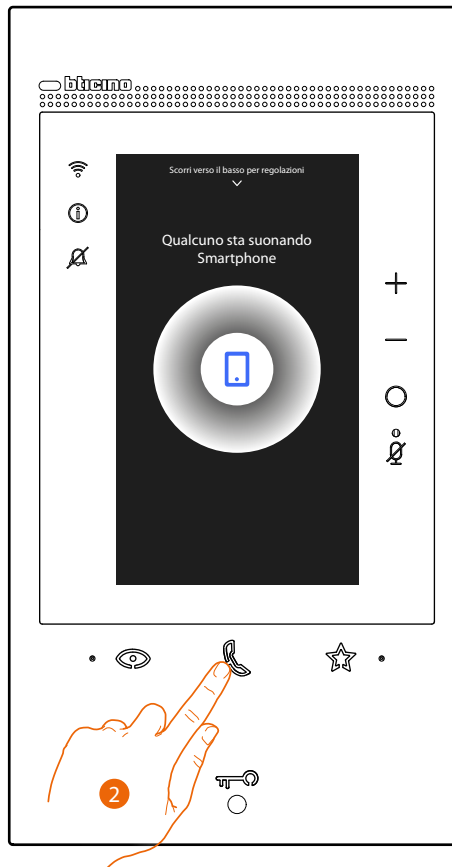 bticino
Scorri verso il basso per regolazioni
Qualcuno sta suonando
Smartphone
2